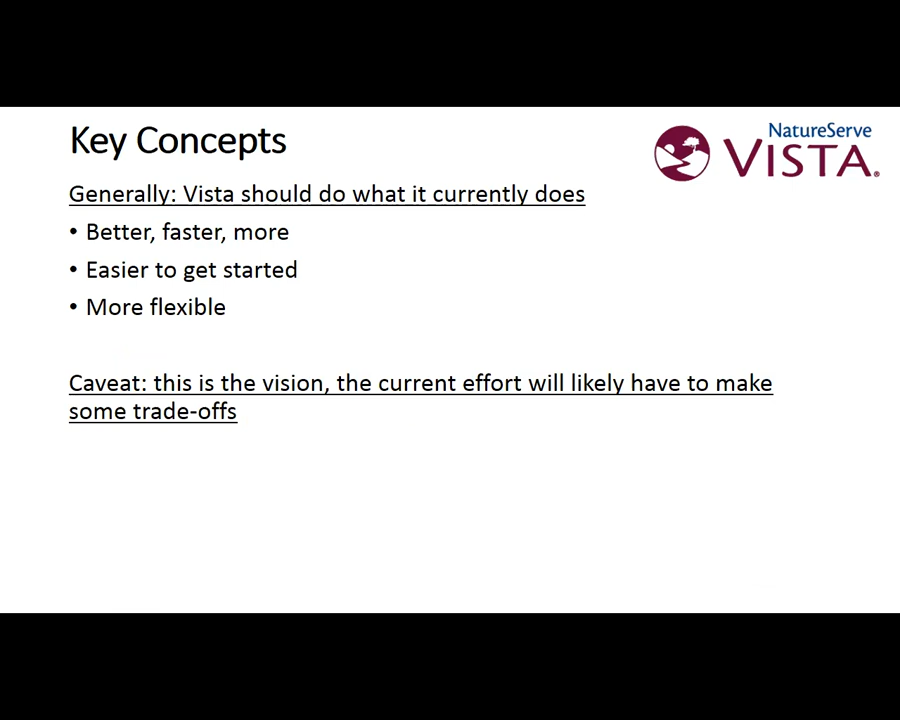 Key Concepts
NatureServe
VISTA®
Generally: Vista should do what it currently does
• Better, faster, more
• Easier to get started
• More flexible
Caveat: this is the vision, the current effort will likely have to make
some trade-offs